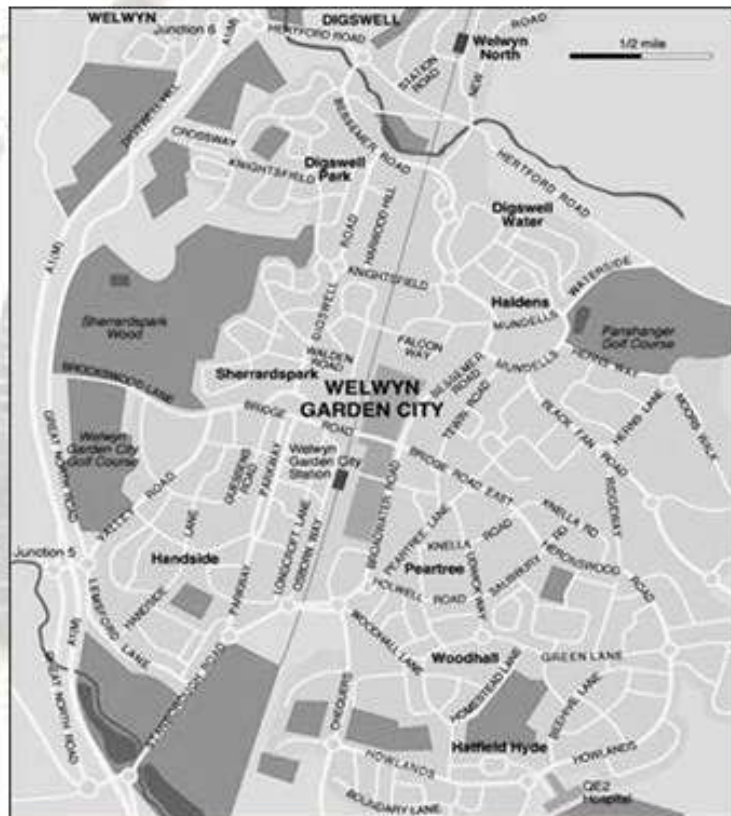 WELWYN
DIGSWELL
Junction 6
A1(M)
HERTFORD ROAD
Welwyn
North
ROAD
NEW
STATION
ROAD
1/2 mile
DIGSWELL HILL
CROSSWAY
KNIGHTSFIELD
BESSEMER ROAD
Digswell
Park
HERTFORD ROAD
Digswell
Water
A1(M)
ROAD
HARWOOD HILL
KNIGHTSFIELD
DIGSWELL
WATERSIDE
Haldens
Sherrardspark
Wood
MUNDELLS
Panshanger
Golf Course
FALCON
WAY
WALDEN
ROAD
MUNDELLS
HERNS WAY
Sherrardspark
BROCKSWOOD LANE
BESSEMER
ROAD
WELWYN
GARDEN CITY
TEWIN ROAD
BLACK FAN ROAD
HERNS LANE
MOORS WALK
BRIDGE
ROAD
GREAT NORTH ROAD
Welwyn
Garden City
Golf Course
GUESSENS
ROAD
PARKWAY
Welwyn
Garden City
Station
BRIDGE ROAD EAST
RIDGEWAY
VALLEY ROAD
BROADWATER ROAD
KNELLA RD
LANE
LONGCROFT LANE
OSBORN WAY
PEARTREE LANE
KNELLA ROAD
Junction 5
Handside
HERONSWOOD ROAD
Peartree
SALISBURY RD
HOLWELL ROAD
LEMSFORD LANE
HANDSIDE
PARKWAY
WOODHALL LANE
Woodhall
GREEN LANE
A1(M)
GREAT NORTH ROAD
STANBOROUGH ROAD
CHEQUERS
HOMESTEAD LANE
BEEHIVE LANE
Hatfield Hyde
HOWLANDS
HOWLANDS
QE2
Hospital
BOUNDARY LANE